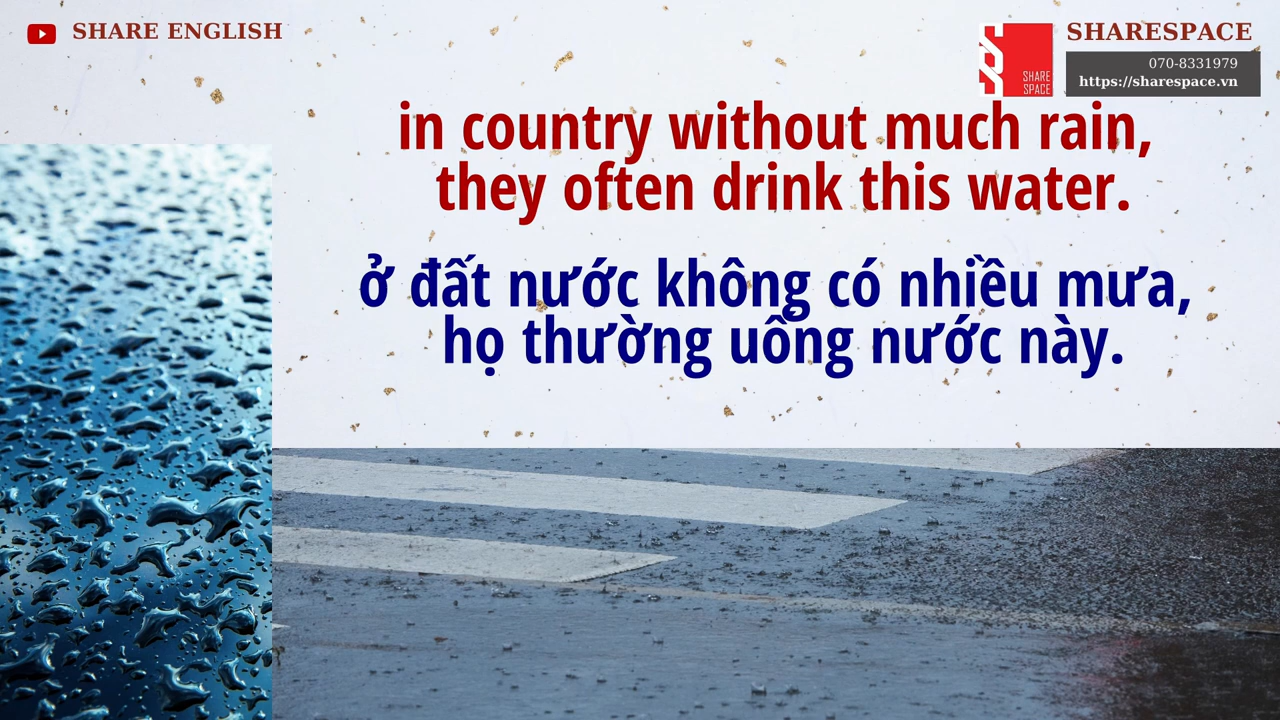 SHARE ENGLISH
SHARESPACE
070-8331979
https://sharespace.vn
SHARE
SPACE
in country without much rain,
they often drink this water.
ở đất nước không có nhiều mưa,
họ thường uống nước này.